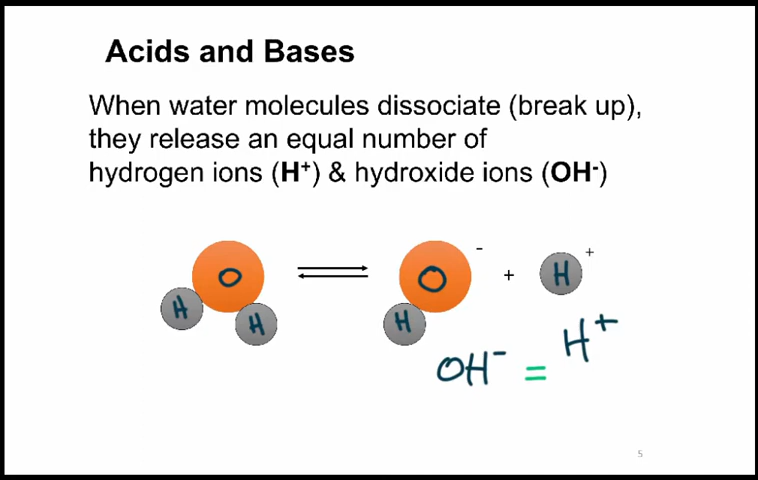 Acids and Bases
When water molecules dissociate (break up),
they release an equal number of
hydrogen ions (H⁺) & hydroxide ions (OH⁻)
O O - + H +
H H H
OH⁻ = H⁺
5